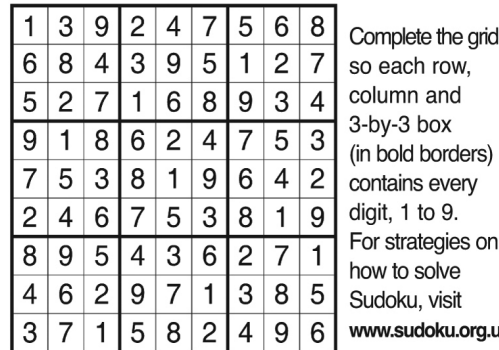 1 3 9 2 4 7 5 6 8
6 8 4 3 9 5 1 2 7
5 2 7 1 6 8 9 3 4
9 1 8 6 2 4 7 5 3
7 5 3 8 1 9 6 4 2
2 4 6 7 5 3 8 1 9
8 9 5 4 3 6 2 7 1
4 6 2 9 7 1 3 8 5
3 7 1 5 8 2 4 9 6
Complete the grid
so each row,
column and
3-by-3 box
(in bold borders)
contains every
digit, 1 to 9.
For strategies on
how to solve
Sudoku, visit
www.sudoku.org.u